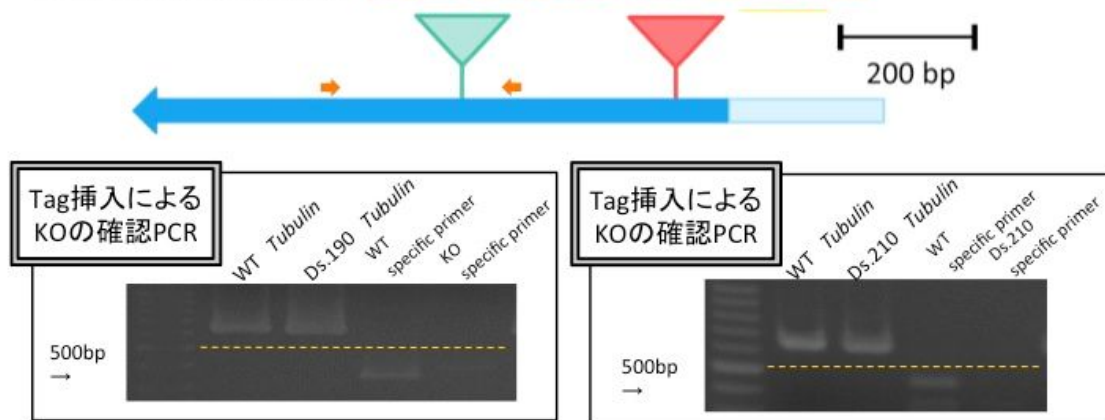 200 bp
Tag挿入による
KOの確認PCR
WT Tubulin
Ds.190 Tubulin
WT
specific primer
KO
specific primer
500bp
→
Tag挿入による
KOの確認PCR
WT Tubulin
Ds.210 Tubulin
WT
specific primer
Ds.210
specific primer
500bp
→